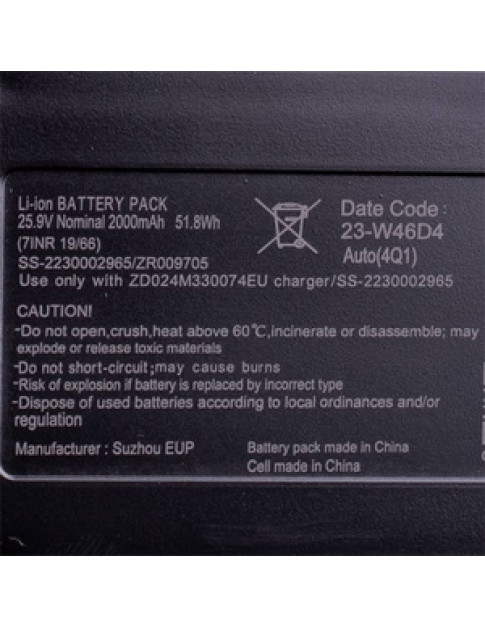 Li-ion BATTERY PACK
25.9V Nominal 2000mAh 51.8Wh
(7INR 19/66)
SS-2230002965/ZR009705
Date Code :
23-W46D4
Auto(4Q1)
Use only with ZD024M330074EU charger/SS-2230002965
CAUTION!
-Do not open,crush,heat above 60℃,incinerate or disassemble; may
explode or release toxic materials
-Do not short-circuit;may cause burns
-Risk of explosion if battery is replaced by incorrect type
-Dispose of used batteries according to local ordinances and/or
regulation
Manufacturer : Suzhou EUP
Battery pack made in China
Cell made in China